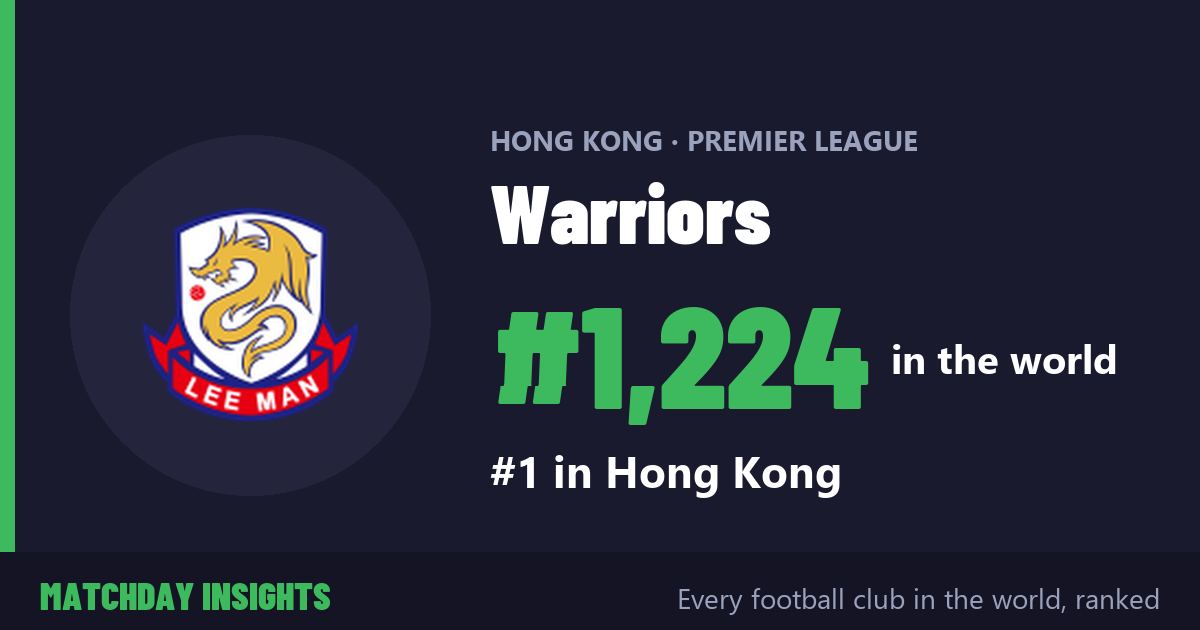 HONG KONG · PREMIER LEAGUE
Warriors
#1,224 in the world
#1 in Hong Kong
LEE MAN
MATCHDAY INSIGHTS
Every football club in the world, ranked